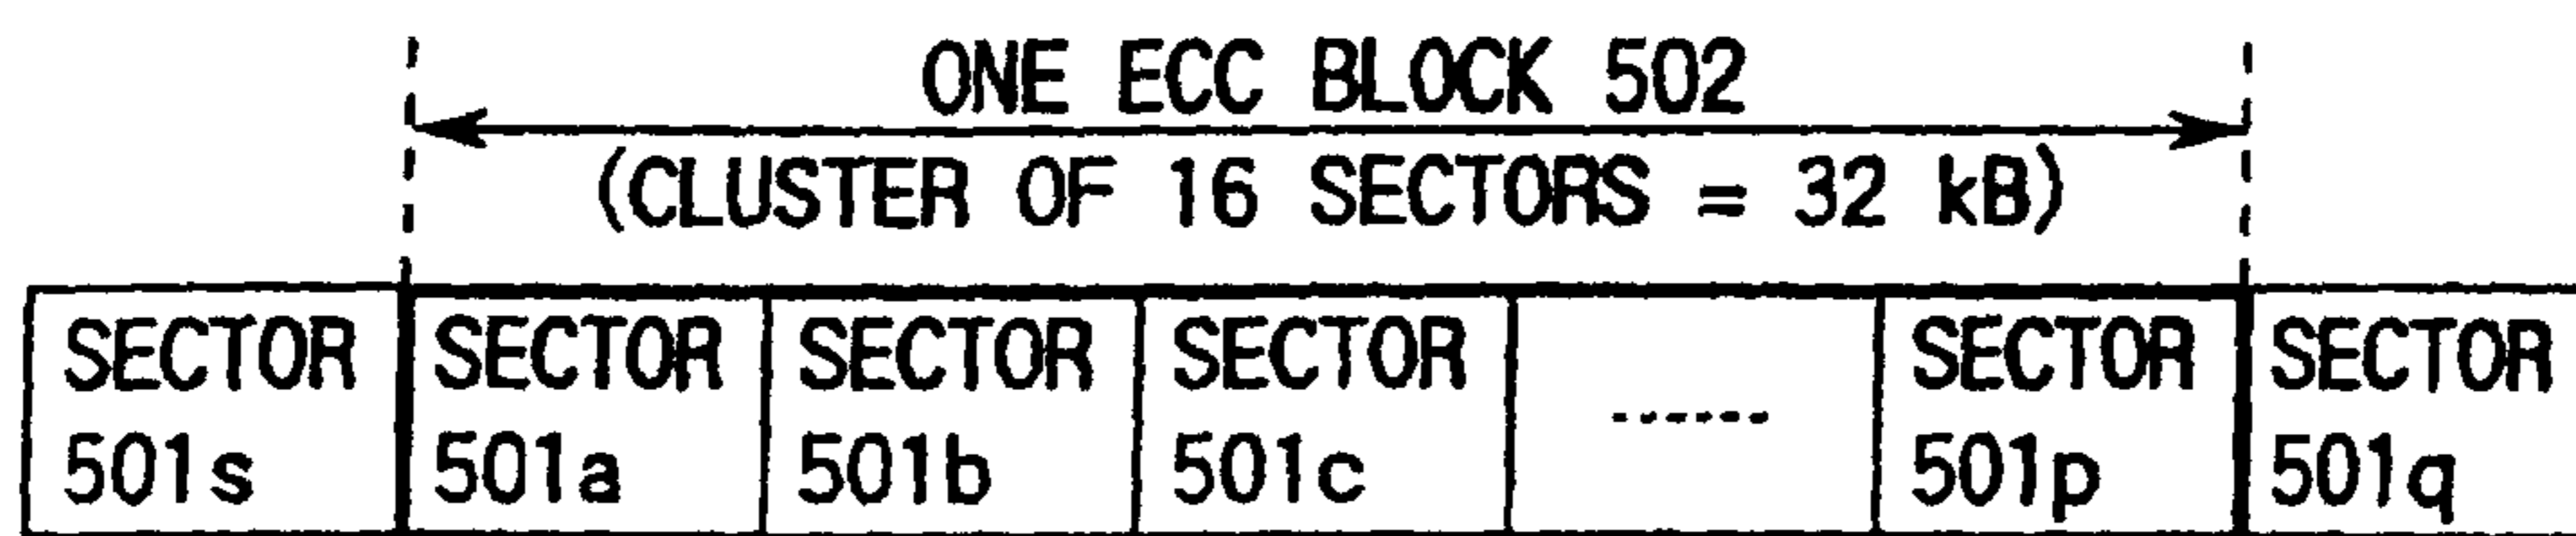 ONE ECC BLOCK 502
(CLUSTER OF 16 SECTORS = 32 kB)
SECTOR SECTOR SECTOR SECTOR ...... SECTOR SECTOR
501s 501a 501b 501c 501p 501q